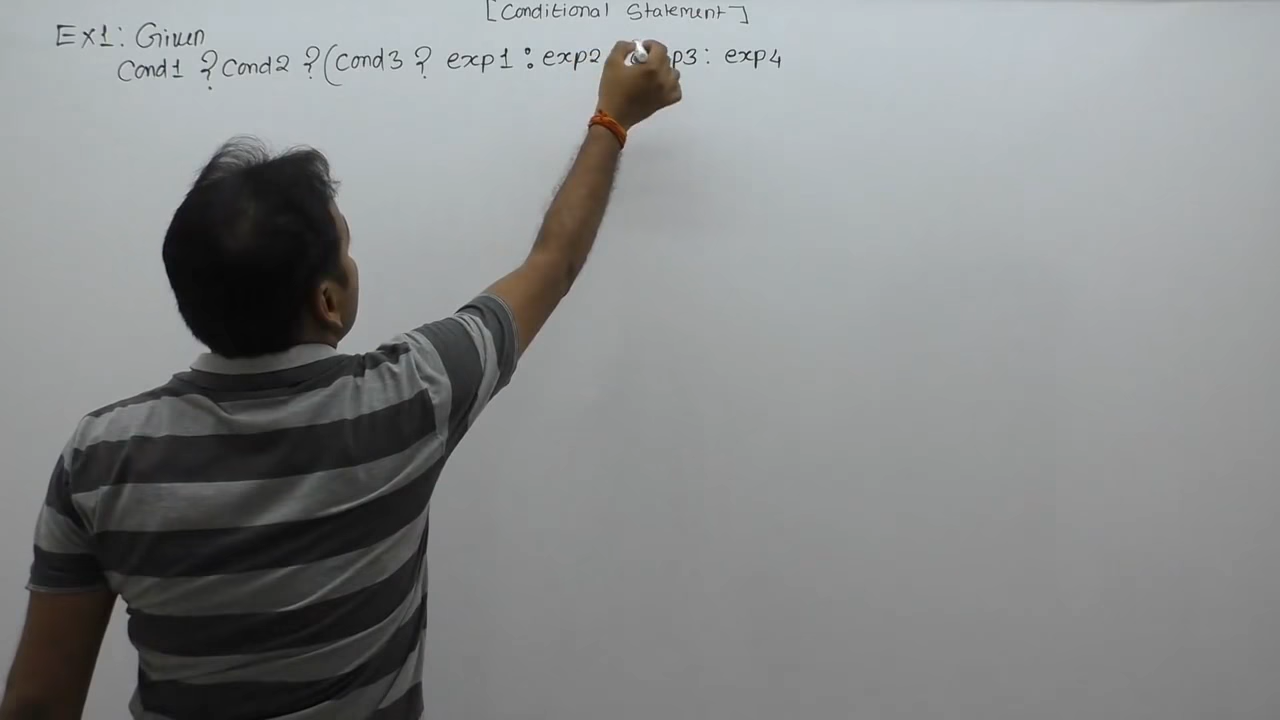 [Conditional Statement]
Ex1: Given
Cond1 ? Cond2 ? (Cond3 ? exp1 : exp2 p3 : exp4